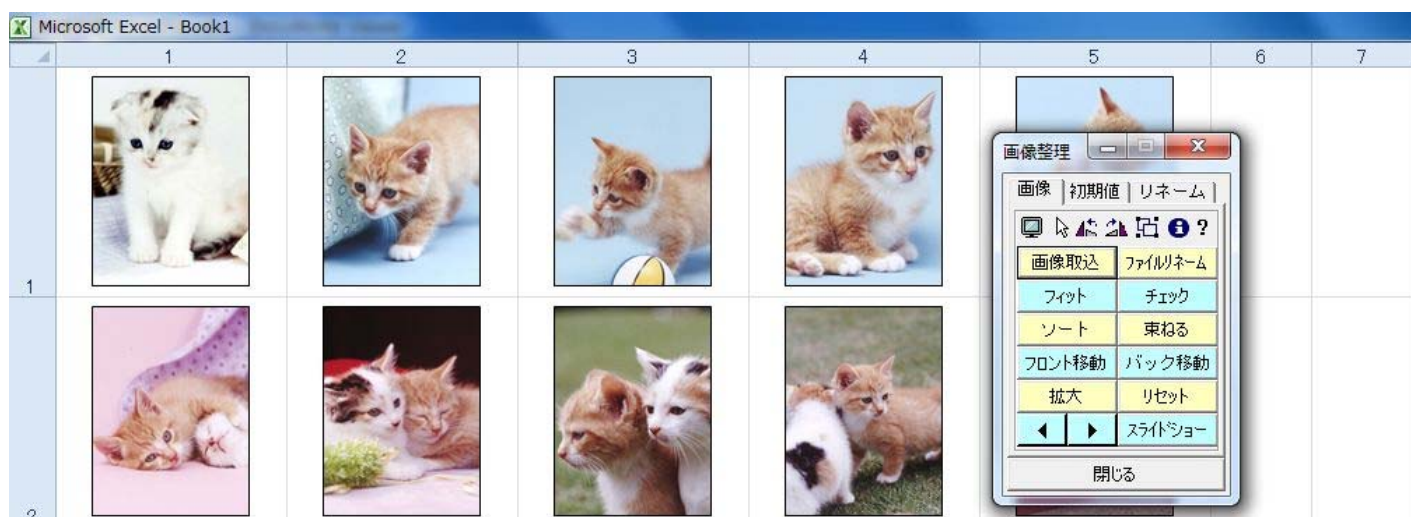 Microsoft Excel - Book1
1 2 3 4 5 6 7
1
2
画像整理
画像 初期値 リネーム
?
画像取込 ファイルリネーム
フィット チェック
ソート 束ねる
フロント移動 バック移動
拡大 リセット
スライドショー
閉じる